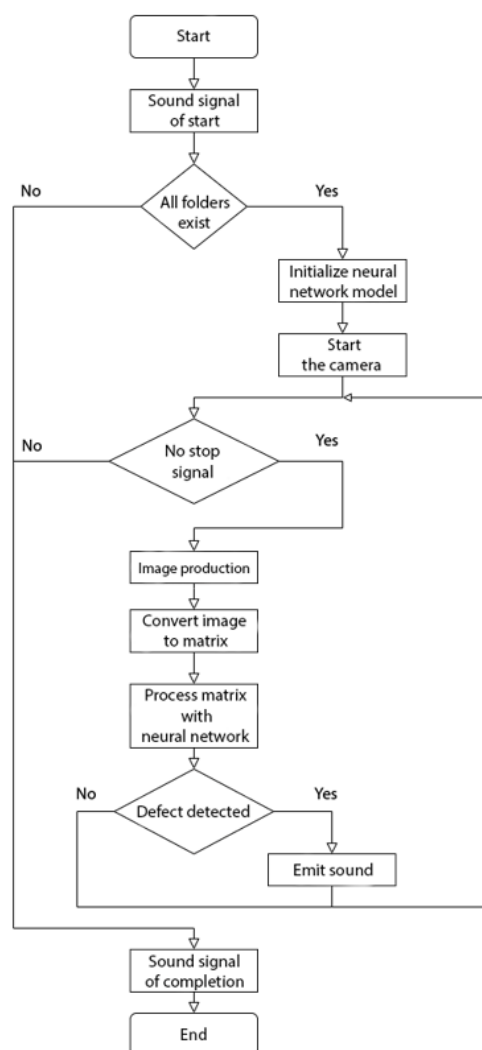 Start
Sound signal
of start
No
Yes
All folders
exist
Initialize neural
network model
Start
the camera
No
Yes
No stop
signal
Image production
Convert image
to matrix
Process matrix
with
neural network
No
Yes
Defect detected
Emit sound
Sound signal
of completion
End